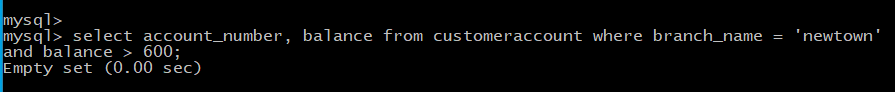 mysql>
mysql> select account_number, balance from customeraccount where branch_name = 'newtown'
and balance > 600;
Empty set (0.00 sec)